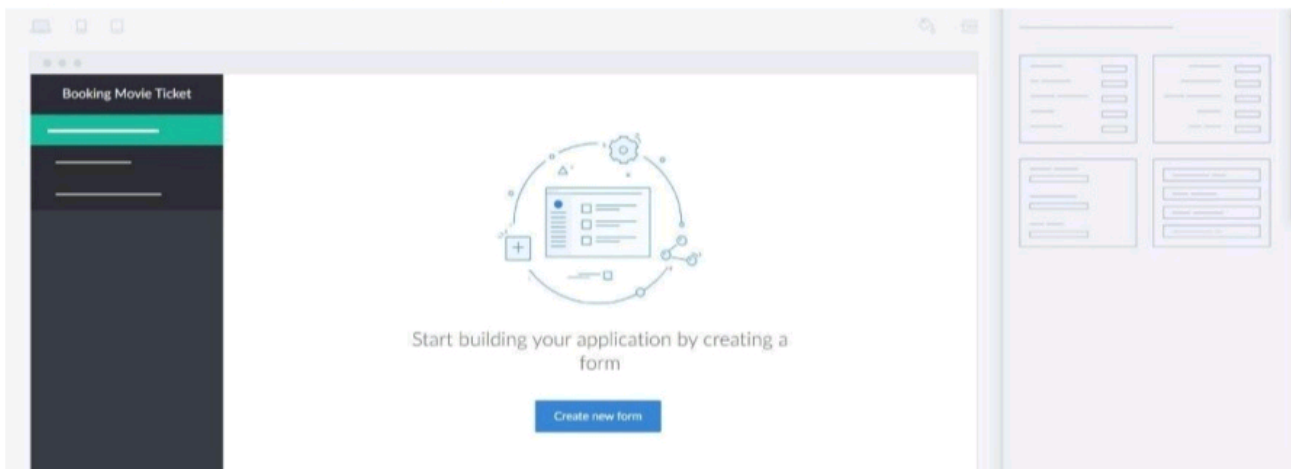 Booking Movie Ticket
Start building your application by creating a
form
Create new form